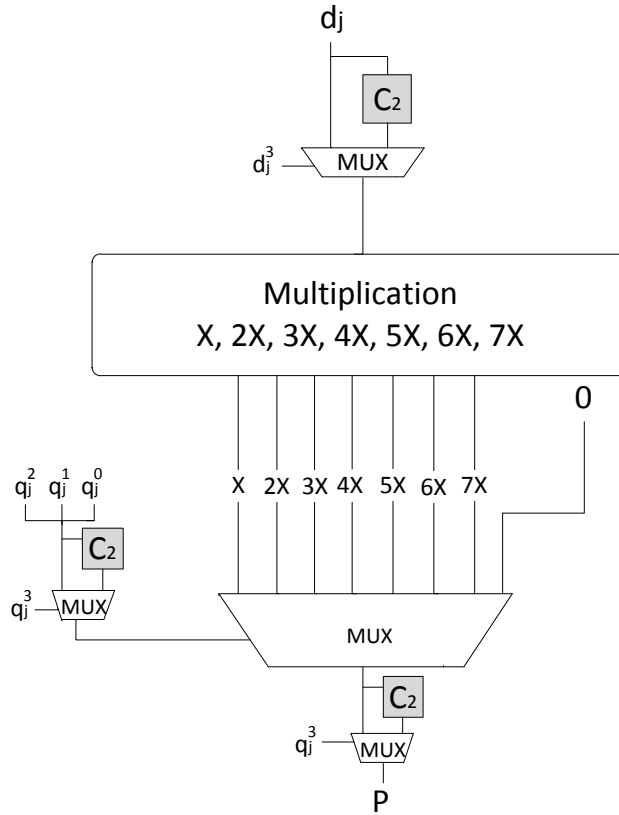 dj
C₂
MUX
dj³
Multiplication
X, 2X, 3X, 4X, 5X, 6X, 7X
0
X 2X 3X 4X 5X 6X 7X
qj² qj¹ qj⁰
C₂
MUX
qj³
MUX
C₂
qj³
MUX
P